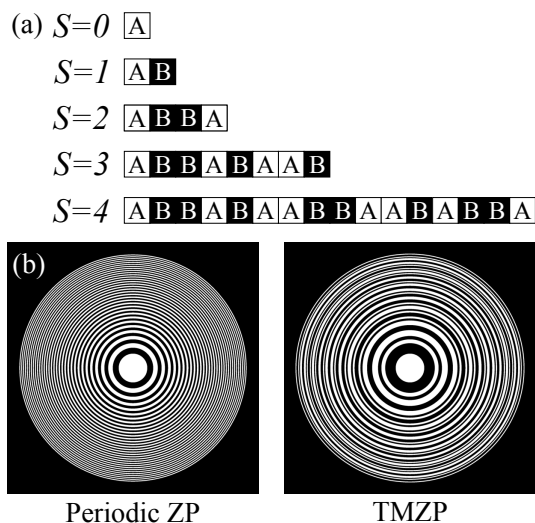 (a) S=0 A
S=1 A B
S=2 A B B A
S=3 A B B A B A A B
S=4 A B B A B A A B B A A B A B B A
(b)
Periodic ZP TMZP